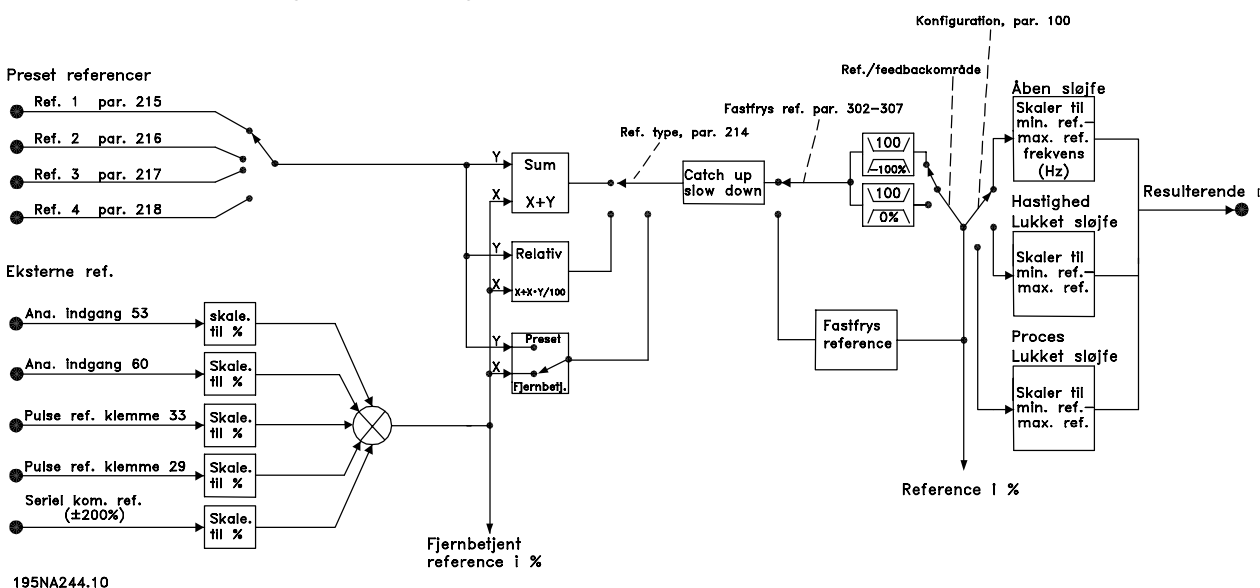 Konfiguration, par. 100
Preset referencer
Ref./feedbackområde
Ref. 1 par. 215
Ref. 2 par. 216
Ref. 3 par. 217
Ref. 4 par. 218
Fastfrys ref. par. 302-307
Ref. type, par. 214
Y
Sum
X
X+Y
Y
Relativ
X
X+X·Y/100
Y
Preset
X
Fjernbetj.
Catch up
slow down
100
-100%
100
0%
Åben sløjfe
Skaler til
min. ref.-
max. ref.
frekvens
(Hz)
Hastighed
Lukket sløjfe
Skaler til
min. ref.-
max. ref.
Proces
Lukket sløjfe
Skaler til
min. ref.-
max. ref.
Resulterende
Fastfrys
reference
Reference i %
Eksterne ref.
Ana. indgang 53
skale.
til %
Ana. indgang 60
Skale.
til %
Pulse ref. klemme 33
Skale.
til %
Pulse ref. klemme 29
Skale.
til %
Seriel kom. ref.
(±200%)
Skale.
til %
Fjernbetjent
reference i %
195NA244.10